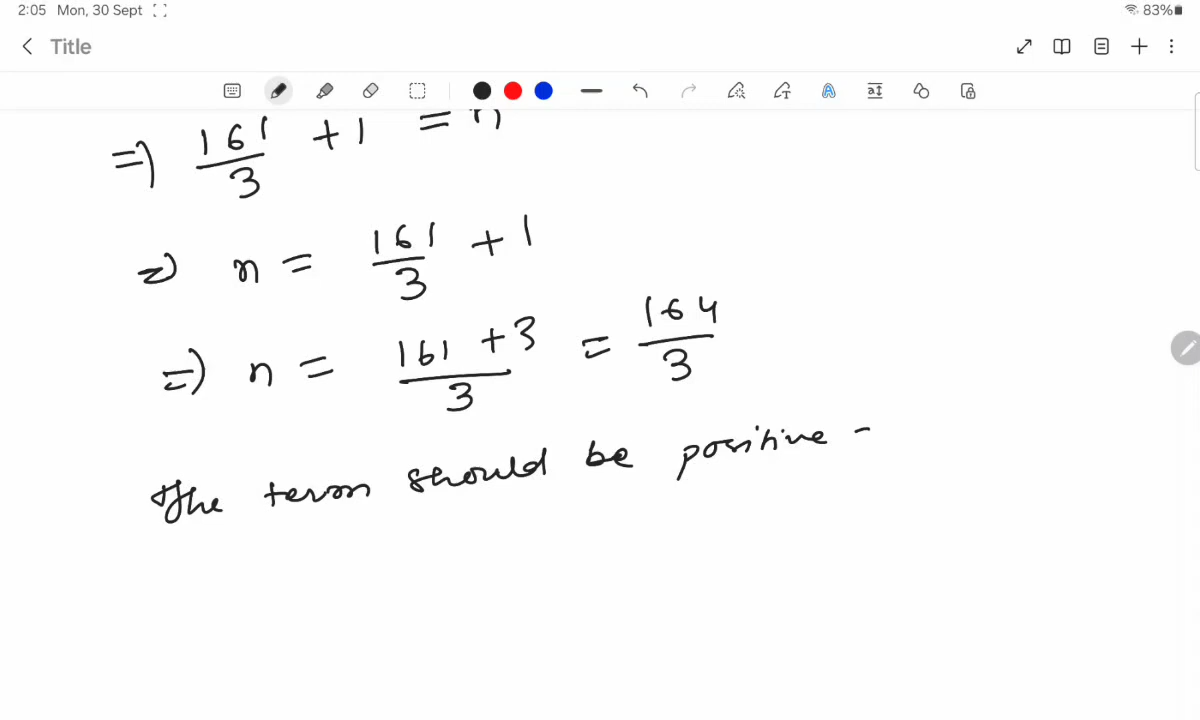 2:05 Mon, 30 Sept 83%
Title
⇒ 161/3 + 1 = n
⇒ n = 161/3 + 1
⇒ n = (161 + 3)/3 = 164/3
The term should be positive -